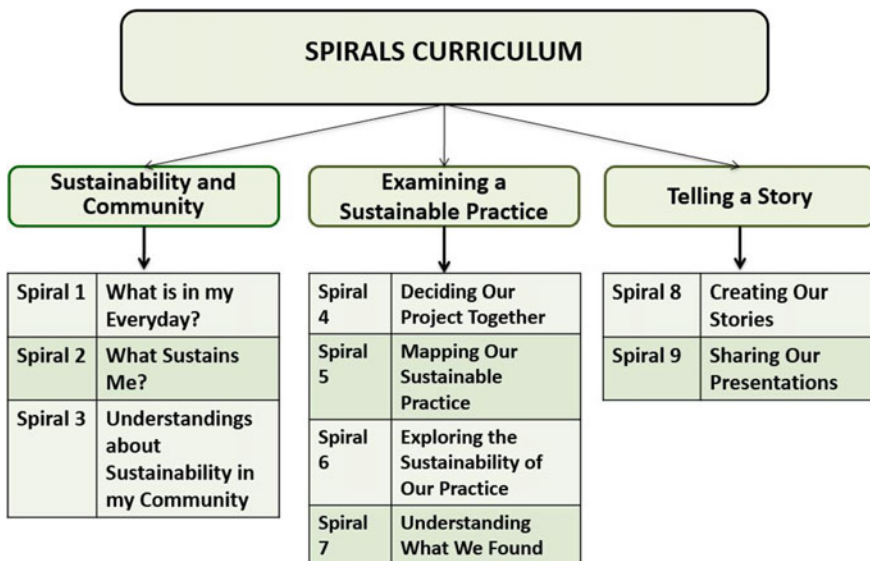 SPIRALS CURRICULUM
Sustainability and
Community
Spiral 1 What is in my
Everyday?
Spiral 2 What Sustains
Me?
Spiral 3 Understandings
about
Sustainability in
my Community
Examining a
Sustainable Practice
Spiral Deciding Our
4 Project Together
Spiral Mapping Our
5 Sustainable
Practice
Spiral Exploring the
6 Sustainability of
Our Practice
Spiral Understanding
7 What We Found
Telling a Story
Spiral 8 Creating Our
Stories
Spiral 9 Sharing Our
Presentations